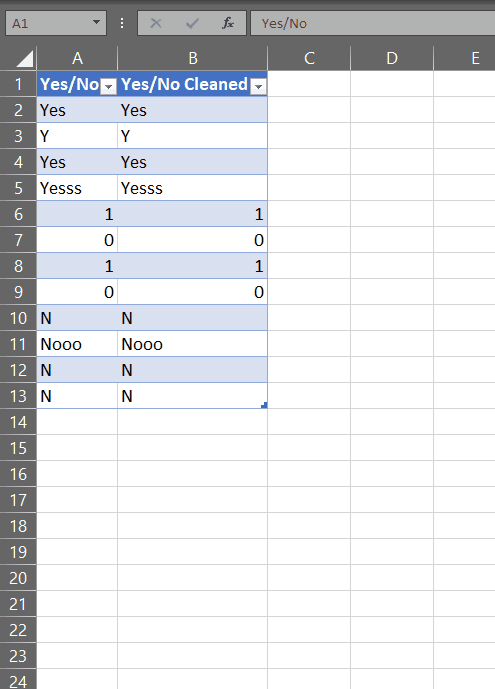 A1 fx Yes/No
A B C D E
1 Yes/No Yes/No Cleaned
2 Yes Yes
3 Y Y
4 Yes Yes
5 Yesss Yesss
6 1 1
7 0 0
8 1 1
9 0 0
10 N N
11 Nooo Nooo
12 N N
13 N N
14
15
16
17
18
19
20
21
22
23
24